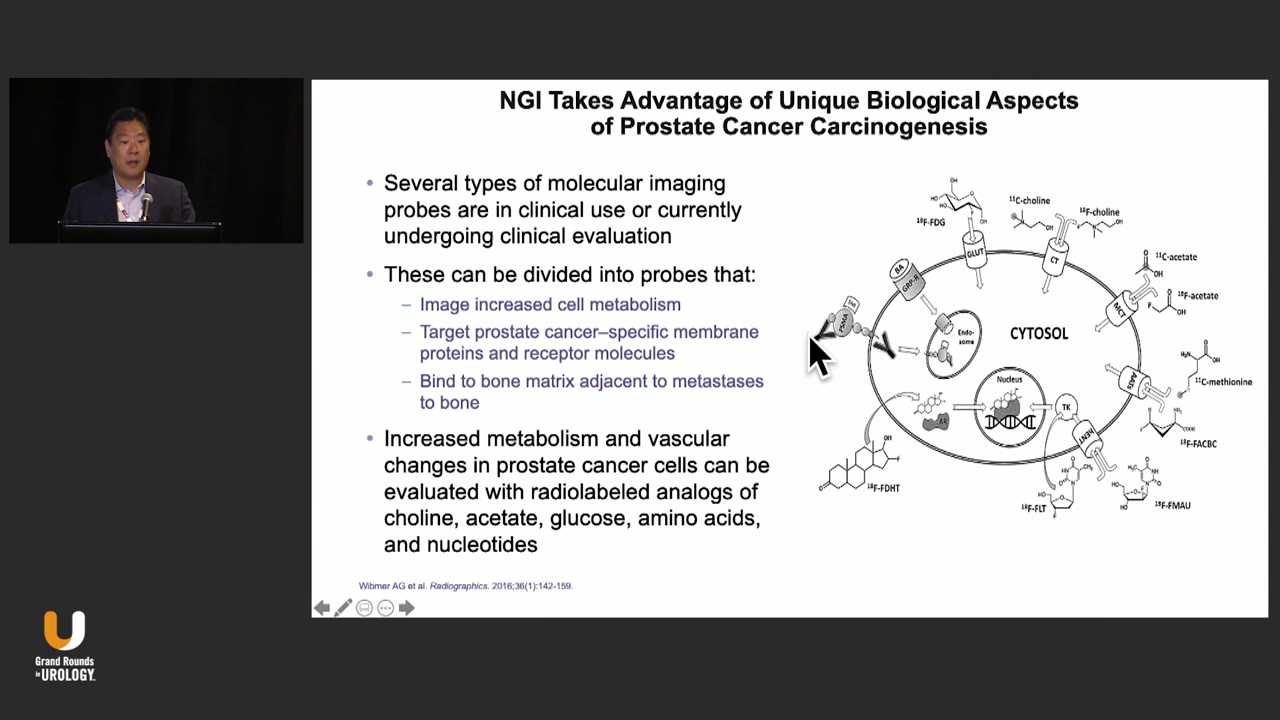 NGI Takes Advantage of Unique Biological Aspects
of Prostate Cancer Carcinogenesis
• Several types of molecular imaging
probes are in clinical use or currently
undergoing clinical evaluation
• These can be divided into probes that:
– Image increased cell metabolism
– Target prostate cancer–specific membrane
proteins and receptor molecules
– Bind to bone matrix adjacent to metastases
to bone
• Increased metabolism and vascular
changes in prostate cancer cells can be
evaluated with radiolabeled analogs of
choline, acetate, glucose, amino acids,
and nucleotides
Wibmer AG et al. Radiographics. 2016;36(1):142-159.
¹⁸F-FDG
¹¹C-choline
¹⁸F-choline
GLUT
CT
BA
GRP-R
¹¹C-acetate
¹⁸F-acetate
MCT
PSMA
Endo-
some
CYTOSOL
¹¹C-methionine
AATs
Nucleus
AR
TK
hENT
¹⁸F-FACBC
¹⁸F-FDHT
¹⁸F-FLT
¹⁸F-FMAU
U
Grand Rounds
in UROLOGY